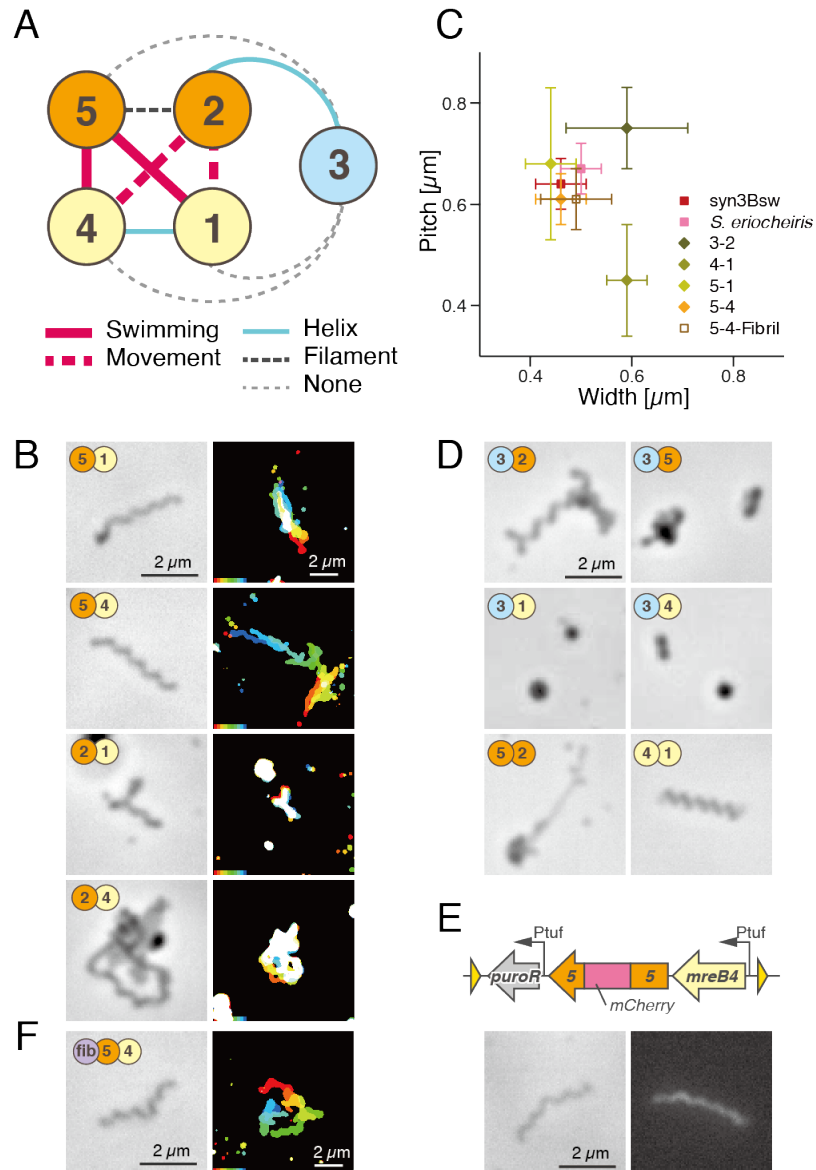 A
5
2
3
4
1
Swimming
Movement
Helix
Filament
None
C
Pitch [µm]
0.8
0.6
0.4
0.4
0.6
0.8
Width [µm]
syn3Bsw
S. eriocheiris
3-2
4-1
5-1
5-4
5-4-Fibril
B
5 1
2 µm
2 µm
5 4
2 1
2 4
D
3 2
2 µm
3 5
3 1
3 4
5 2
4 1
E
Ptuf
Ptuf
puroR
5
5
mreB4
mCherry
2 µm
F
fib 5 4
2 µm
2 µm